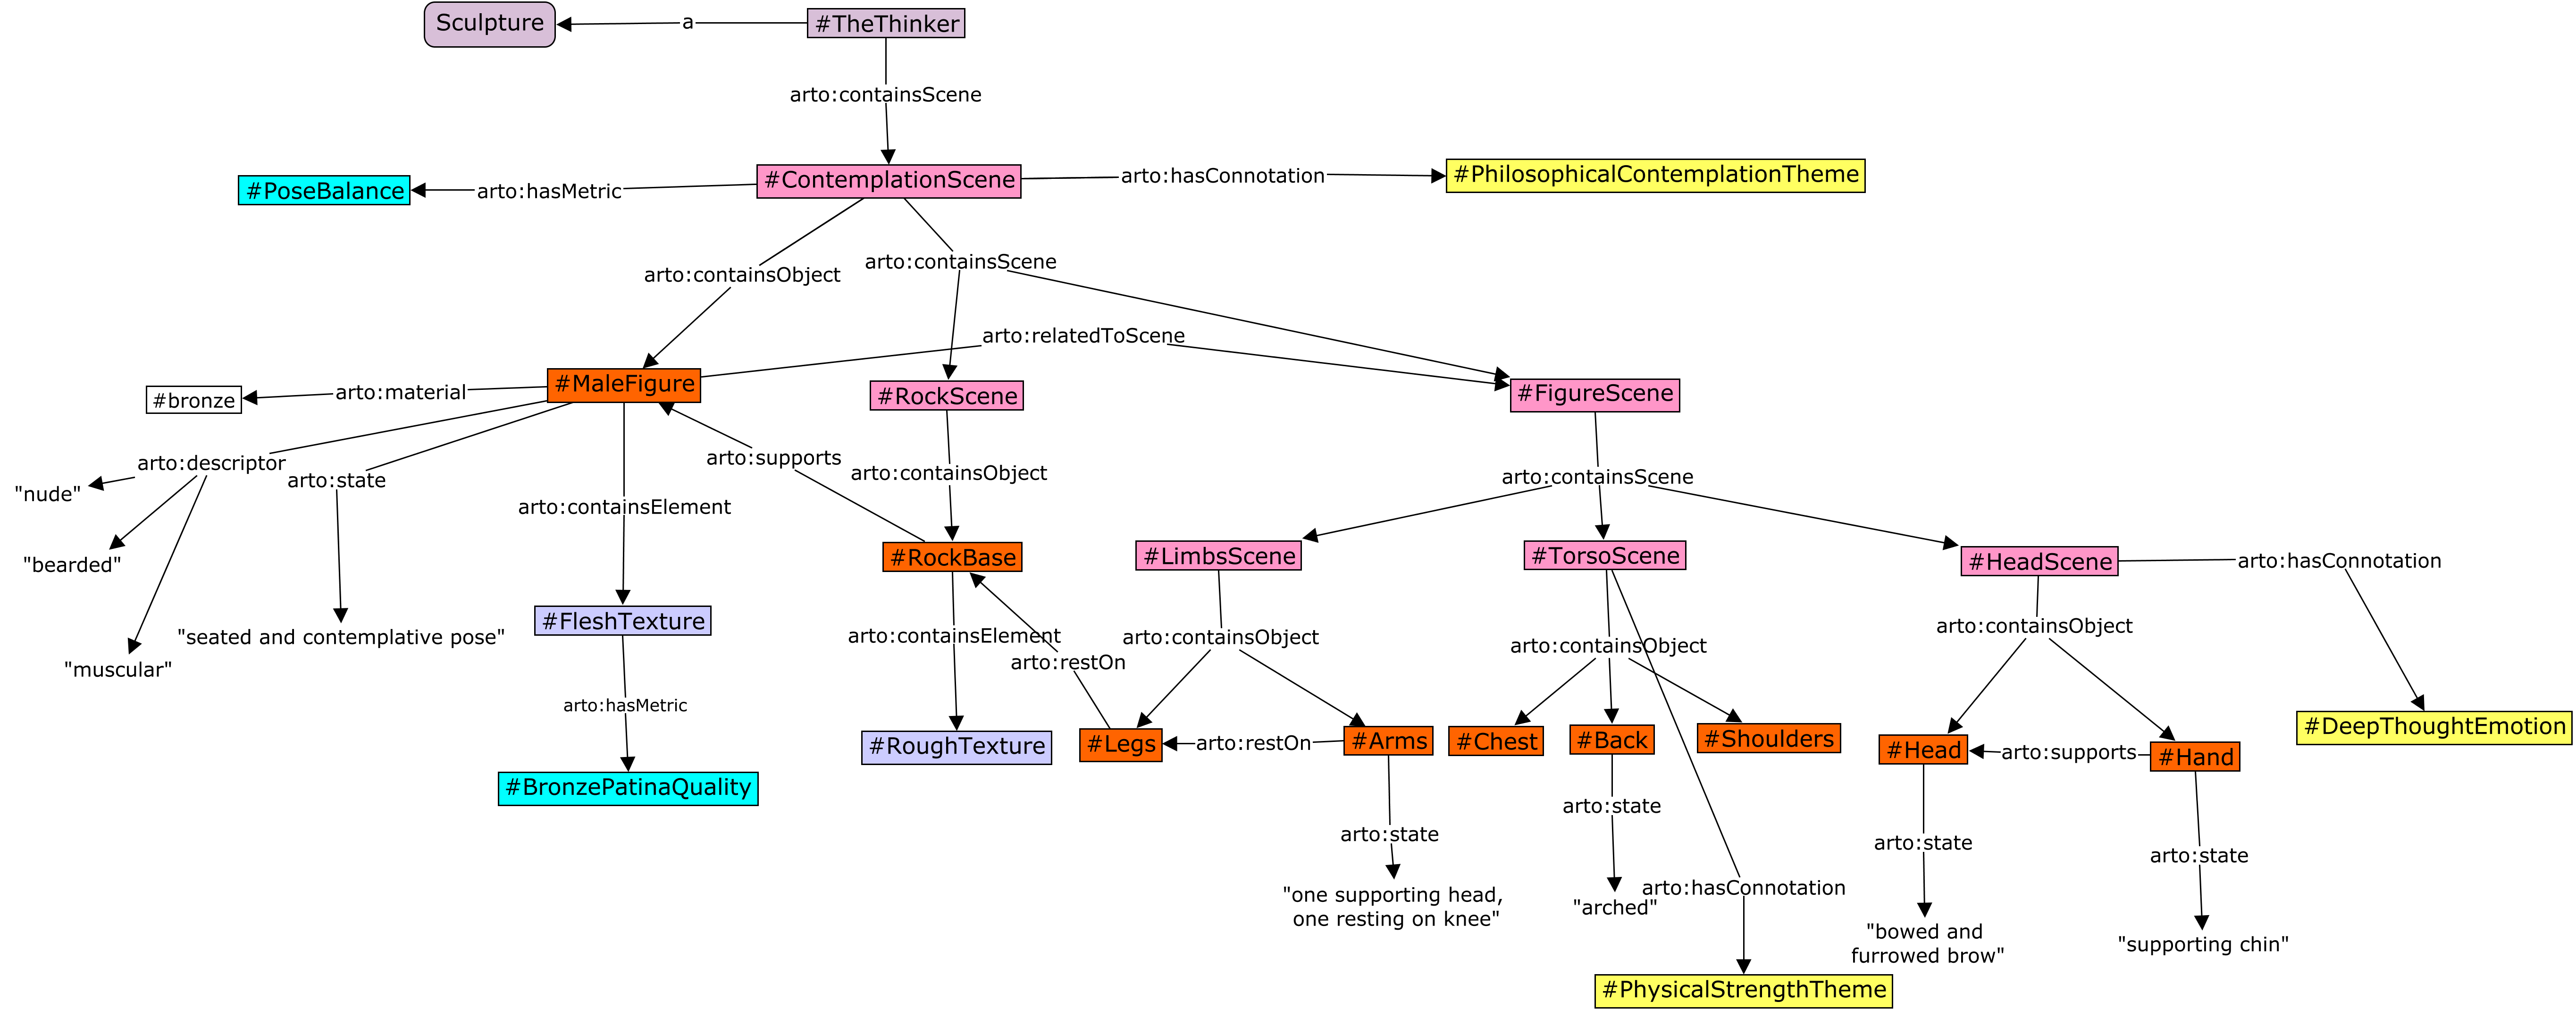 Sculpture
a
#TheThinker
arto:containsScene
#PoseBalance
arto:hasMetric
#ContemplationScene
arto:hasConnotation
#PhilosophicalContemplationTheme
arto:containsObject
arto:containsScene
arto:relatedToScene
#bronze
arto:material
#MaleFigure
#RockScene
#FigureScene
arto:descriptor
arto:state
arto:supports
arto:containsObject
arto:containsScene
"nude"
arto:containsElement
"bearded"
#RockBase
#LimbsScene
#TorsoScene
#HeadScene
arto:hasConnotation
#FleshTexture
"seated and contemplative pose"
"muscular"
arto:containsElement
arto:restOn
arto:containsObject
arto:containsObject
arto:containsObject
arto:hasMetric
#RoughTexture
#Legs
arto:restOn
#Arms
#Chest
#Back
#Shoulders
#Head
arto:supports
#Hand
#DeepThoughtEmotion
#BronzePatinaQuality
arto:state
arto:state
arto:state
arto:state
"one supporting head,
one resting on knee"
"arched"
arto:hasConnotation
"bowed and
furrowed brow"
"supporting chin"
#PhysicalStrengthTheme